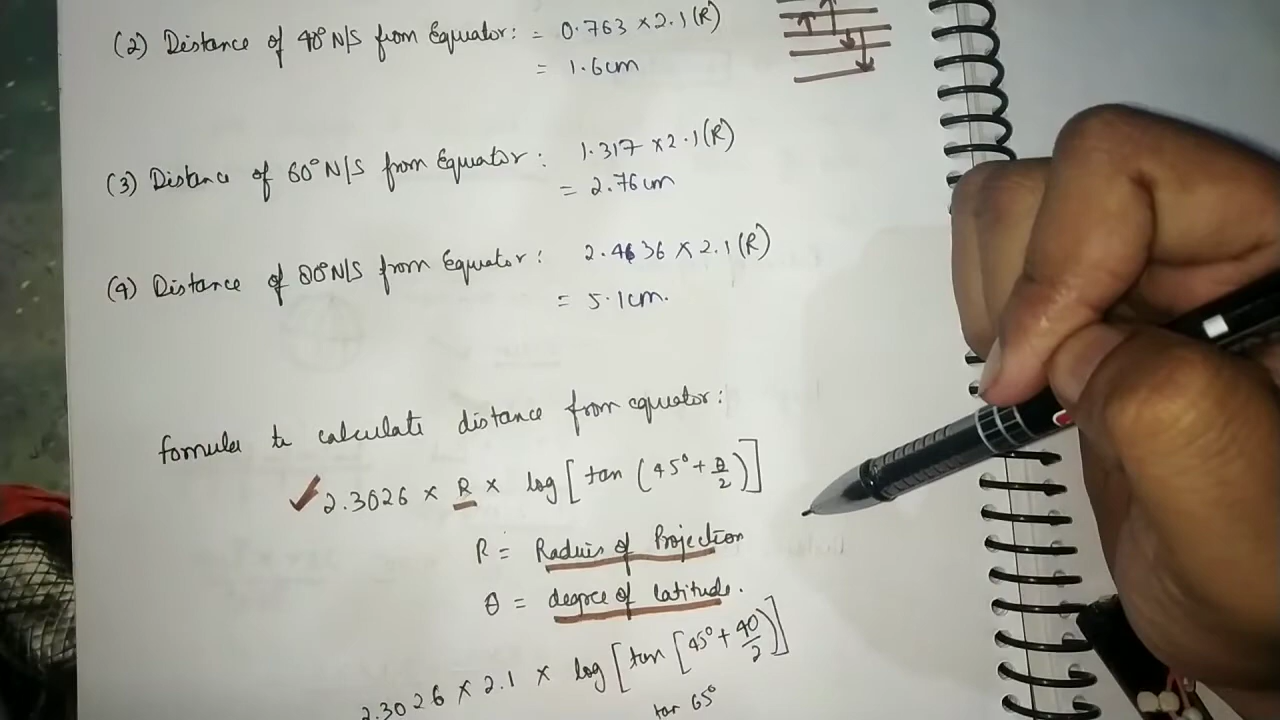 (2) Distance of 40° N/S from Equator: = 0.763 × 2.1 (R)
= 1.6cm
(3) Distance of 60° N/S from Equator: 1.317 × 2.1 (R)
= 2.76cm
(4) Distance of 80° N/S from Equator: 2.4636 × 2.1 (R)
= 5.1cm.
formula to calculate distance from equator:
2.3026 × R × log [tan (45° + θ/2)]
R = Radius of Projection
θ = degree of latitude.
2.3026 × 2.1 × log [tan [45° + 40/2)]
tan 65°